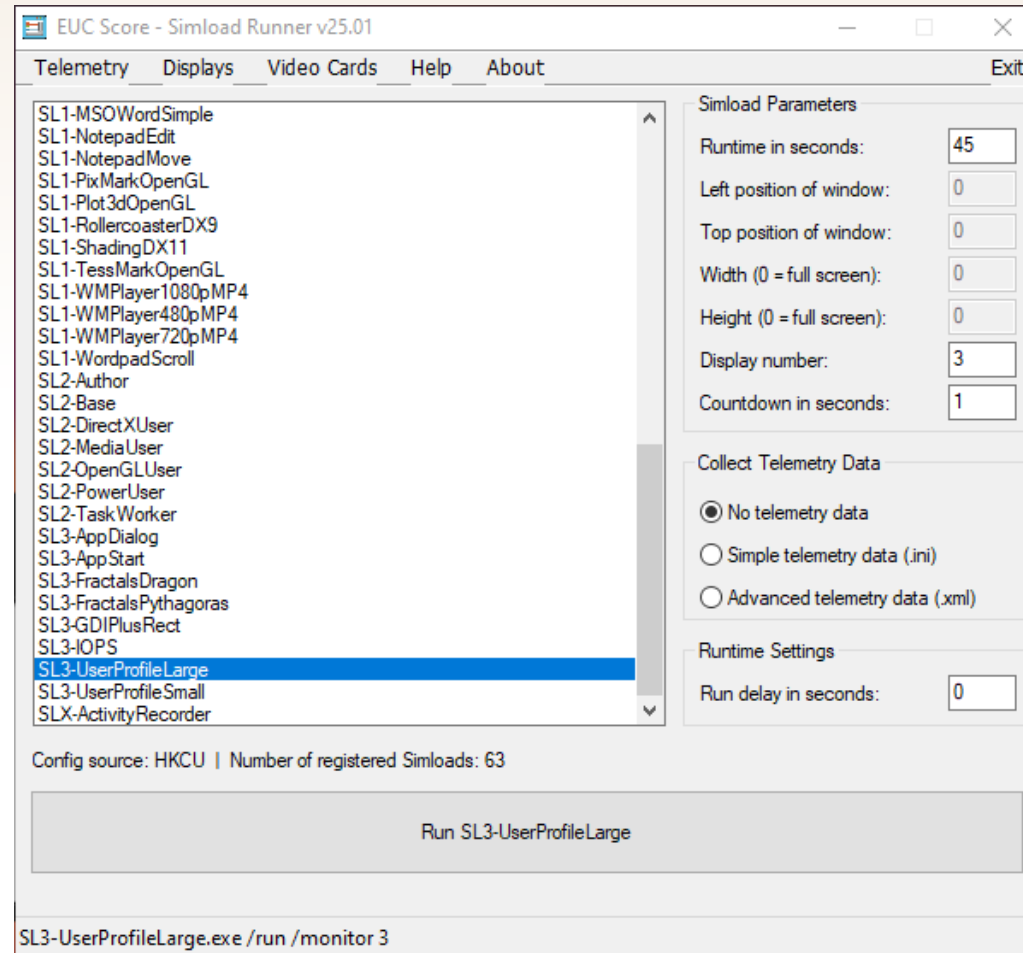 EUC Score - Simload Runner v25.01
Telemetry Displays Video Cards Help About Exit
SL1-MSOWordSimple
SL1-NotepadEdit
SL1-NotepadMove
SL1-PixMarkOpenGL
SL1-Plot3dOpenGL
SL1-RollercoasterDX9
SL1-ShadingDX11
SL1-TessMarkOpenGL
SL1-WMPlayer1080pMP4
SL1-WMPlayer480pMP4
SL1-WMPlayer720pMP4
SL1-WordpadScroll
SL2-Author
SL2-Base
SL2-DirectXUser
SL2-MediaUser
SL2-OpenGLUser
SL2-PowerUser
SL2-TaskWorker
SL3-AppDialog
SL3-AppStart
SL3-FractalsDragon
SL3-FractalsPythagoras
SL3-GDIPlusRect
SL3-IOPS
SL3-UserProfileLarge
SL3-UserProfileSmall
SLX-ActivityRecorder
Simload Parameters
Runtime in seconds: 45
Left position of window: 0
Top position of window: 0
Width (0 = full screen): 0
Height (0 = full screen): 0
Display number: 3
Countdown in seconds: 1
Collect Telemetry Data
No telemetry data
Simple telemetry data (.ini)
Advanced telemetry data (.xml)
Runtime Settings
Run delay in seconds: 0
Config source: HKCU | Number of registered Simloads: 63
Run SL3-UserProfileLarge
SL3-UserProfileLarge.exe /run /monitor 3